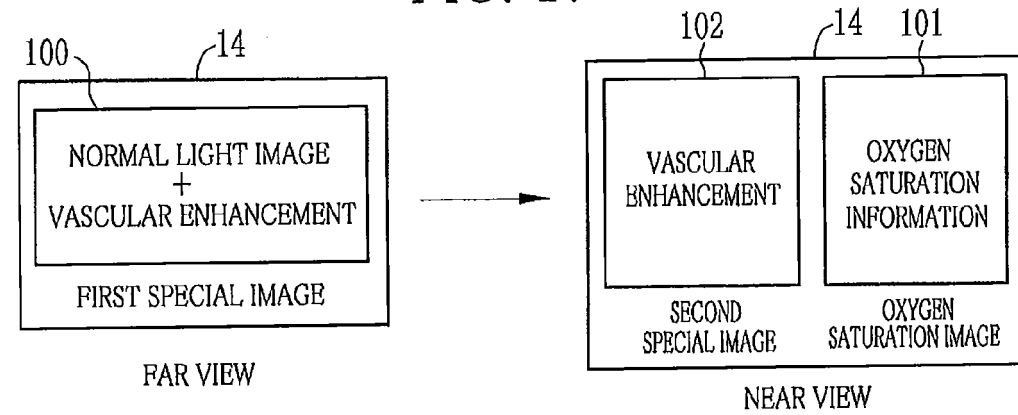 100
14
NORMAL LIGHT IMAGE
+
VASCULAR ENHANCEMENT
FIRST SPECIAL IMAGE
FAR VIEW
102
14
101
VASCULAR
ENHANCEMENT
OXYGEN
SATURATION
INFORMATION
SECOND
SPECIAL IMAGE
OXYGEN
SATURATION IMAGE
NEAR VIEW